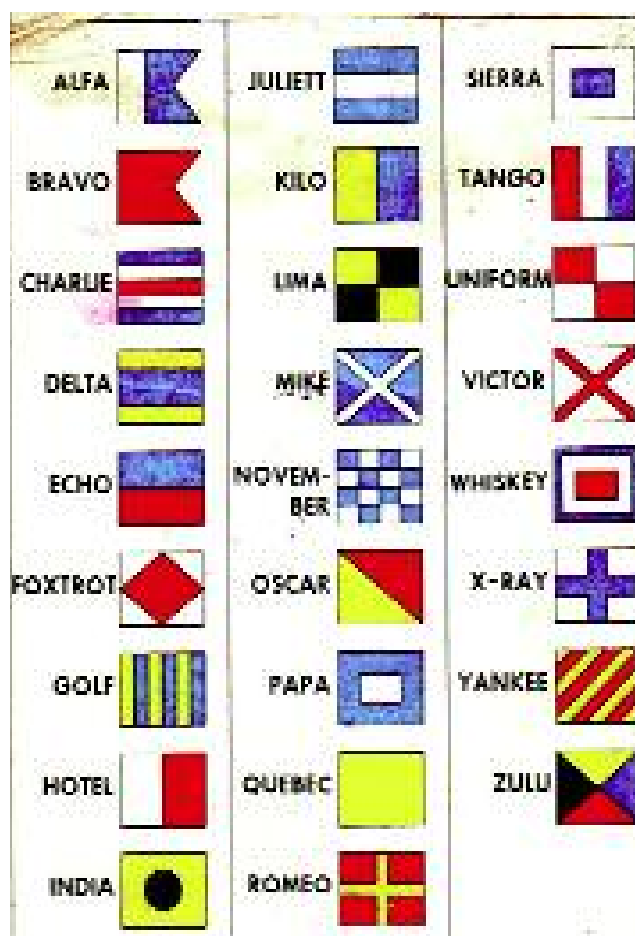 ALFA
BRAVO
CHARLIE
DELTA
ECHO
FOXTROT
GOLF
HOTEL
INDIA
JULIETT
KILO
LIMA
MIKE
NOVEM-
BER
OSCAR
PAPA
QUEBEC
ROMEO
SIERRA
TANGO
UNIFORM
VICTOR
WHISKEY
X-RAY
YANKEE
ZULU